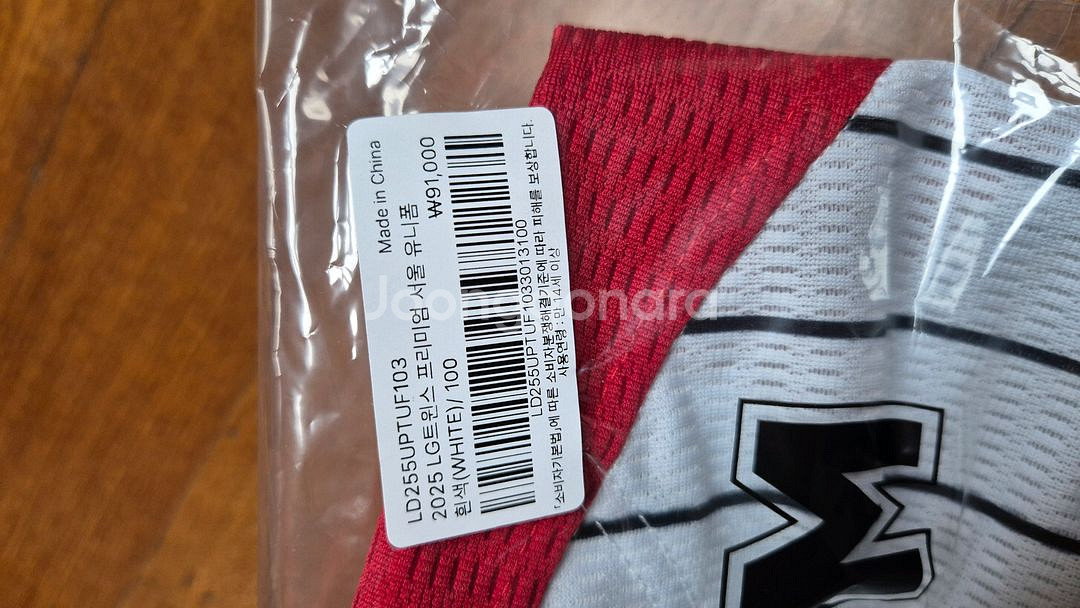 LD255UPTUF103
Made in China
2025 LG트윈스 프리미엄 서울 유니폼
흰색(WHITE) / 100
₩91,000
LD255UPTUF1033013100
「소비자기본법」에 따른 소비자분쟁해결기준에 따라 피해를 보상합니다.
사용연령 : 만 14세 이상
Joonggonara